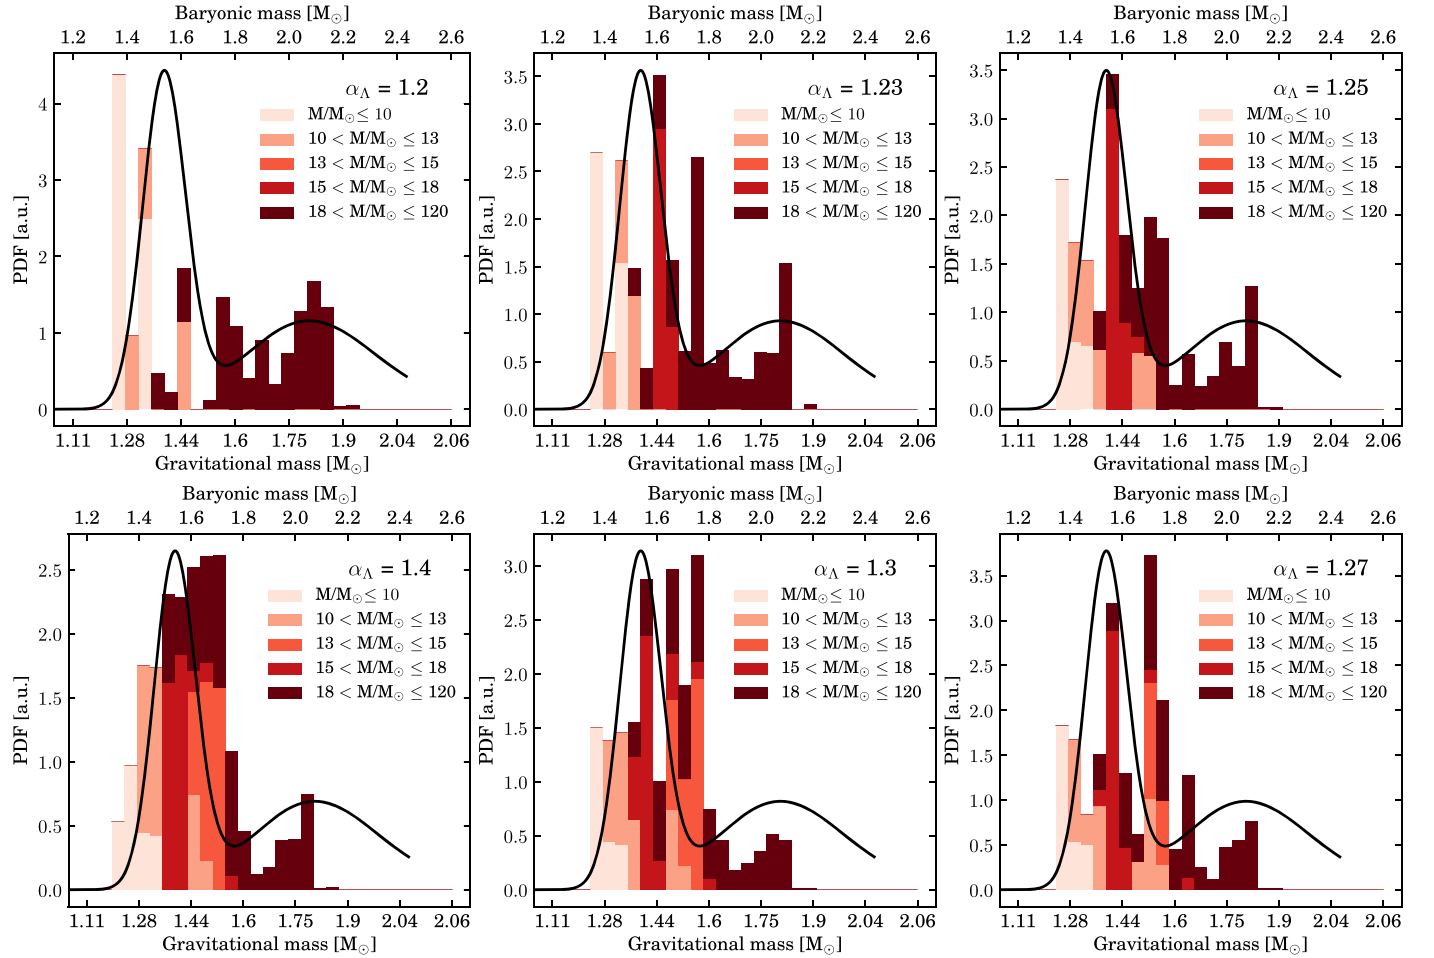 Baryonic mass [M☉]
1.2 1.4 1.6 1.8 2.0 2.2 2.4 2.6
α_Λ = 1.2
M/M☉ ≤ 10
10 < M/M☉ ≤ 13
13 < M/M☉ ≤ 15
15 < M/M☉ ≤ 18
18 < M/M☉ ≤ 120
PDF [a.u.]
4
3
2
1
0
1.11 1.28 1.44 1.6 1.75 1.9 2.04 2.06
Gravitational mass [M☉]
Baryonic mass [M☉]
1.2 1.4 1.6 1.8 2.0 2.2 2.4 2.6
α_Λ = 1.23
M/M☉ ≤ 10
10 < M/M☉ ≤ 13
13 < M/M☉ ≤ 15
15 < M/M☉ ≤ 18
18 < M/M☉ ≤ 120
PDF [a.u.]
3.5
3.0
2.5
2.0
1.5
1.0
0.5
0.0
1.11 1.28 1.44 1.6 1.75 1.9 2.04 2.06
Gravitational mass [M☉]
Baryonic mass [M☉]
1.2 1.4 1.6 1.8 2.0 2.2 2.4 2.6
α_Λ = 1.25
M/M☉ ≤ 10
10 < M/M☉ ≤ 13
13 < M/M☉ ≤ 15
15 < M/M☉ ≤ 18
18 < M/M☉ ≤ 120
PDF [a.u.]
3.5
3.0
2.5
2.0
1.5
1.0
0.5
0.0
1.11 1.28 1.44 1.6 1.75 1.9 2.04 2.06
Gravitational mass [M☉]
Baryonic mass [M☉]
1.2 1.4 1.6 1.8 2.0 2.2 2.4 2.6
α_Λ = 1.4
M/M☉ ≤ 10
10 < M/M☉ ≤ 13
13 < M/M☉ ≤ 15
15 < M/M☉ ≤ 18
18 < M/M☉ ≤ 120
PDF [a.u.]
2.5
2.0
1.5
1.0
0.5
0.0
1.11 1.28 1.44 1.6 1.75 1.9 2.04 2.06
Gravitational mass [M☉]
Baryonic mass [M☉]
1.2 1.4 1.6 1.8 2.0 2.2 2.4 2.6
α_Λ = 1.3
M/M☉ ≤ 10
10 < M/M☉ ≤ 13
13 < M/M☉ ≤ 15
15 < M/M☉ ≤ 18
18 < M/M☉ ≤ 120
PDF [a.u.]
3.0
2.5
2.0
1.5
1.0
0.5
0.0
1.11 1.28 1.44 1.6 1.75 1.9 2.04 2.06
Gravitational mass [M☉]
Baryonic mass [M☉]
1.2 1.4 1.6 1.8 2.0 2.2 2.4 2.6
α_Λ = 1.27
M/M☉ ≤ 10
10 < M/M☉ ≤ 13
13 < M/M☉ ≤ 15
15 < M/M☉ ≤ 18
18 < M/M☉ ≤ 120
PDF [a.u.]
3.5
3.0
2.5
2.0
1.5
1.0
0.5
0.0
1.11 1.28 1.44 1.6 1.75 1.9 2.04 2.06
Gravitational mass [M☉]